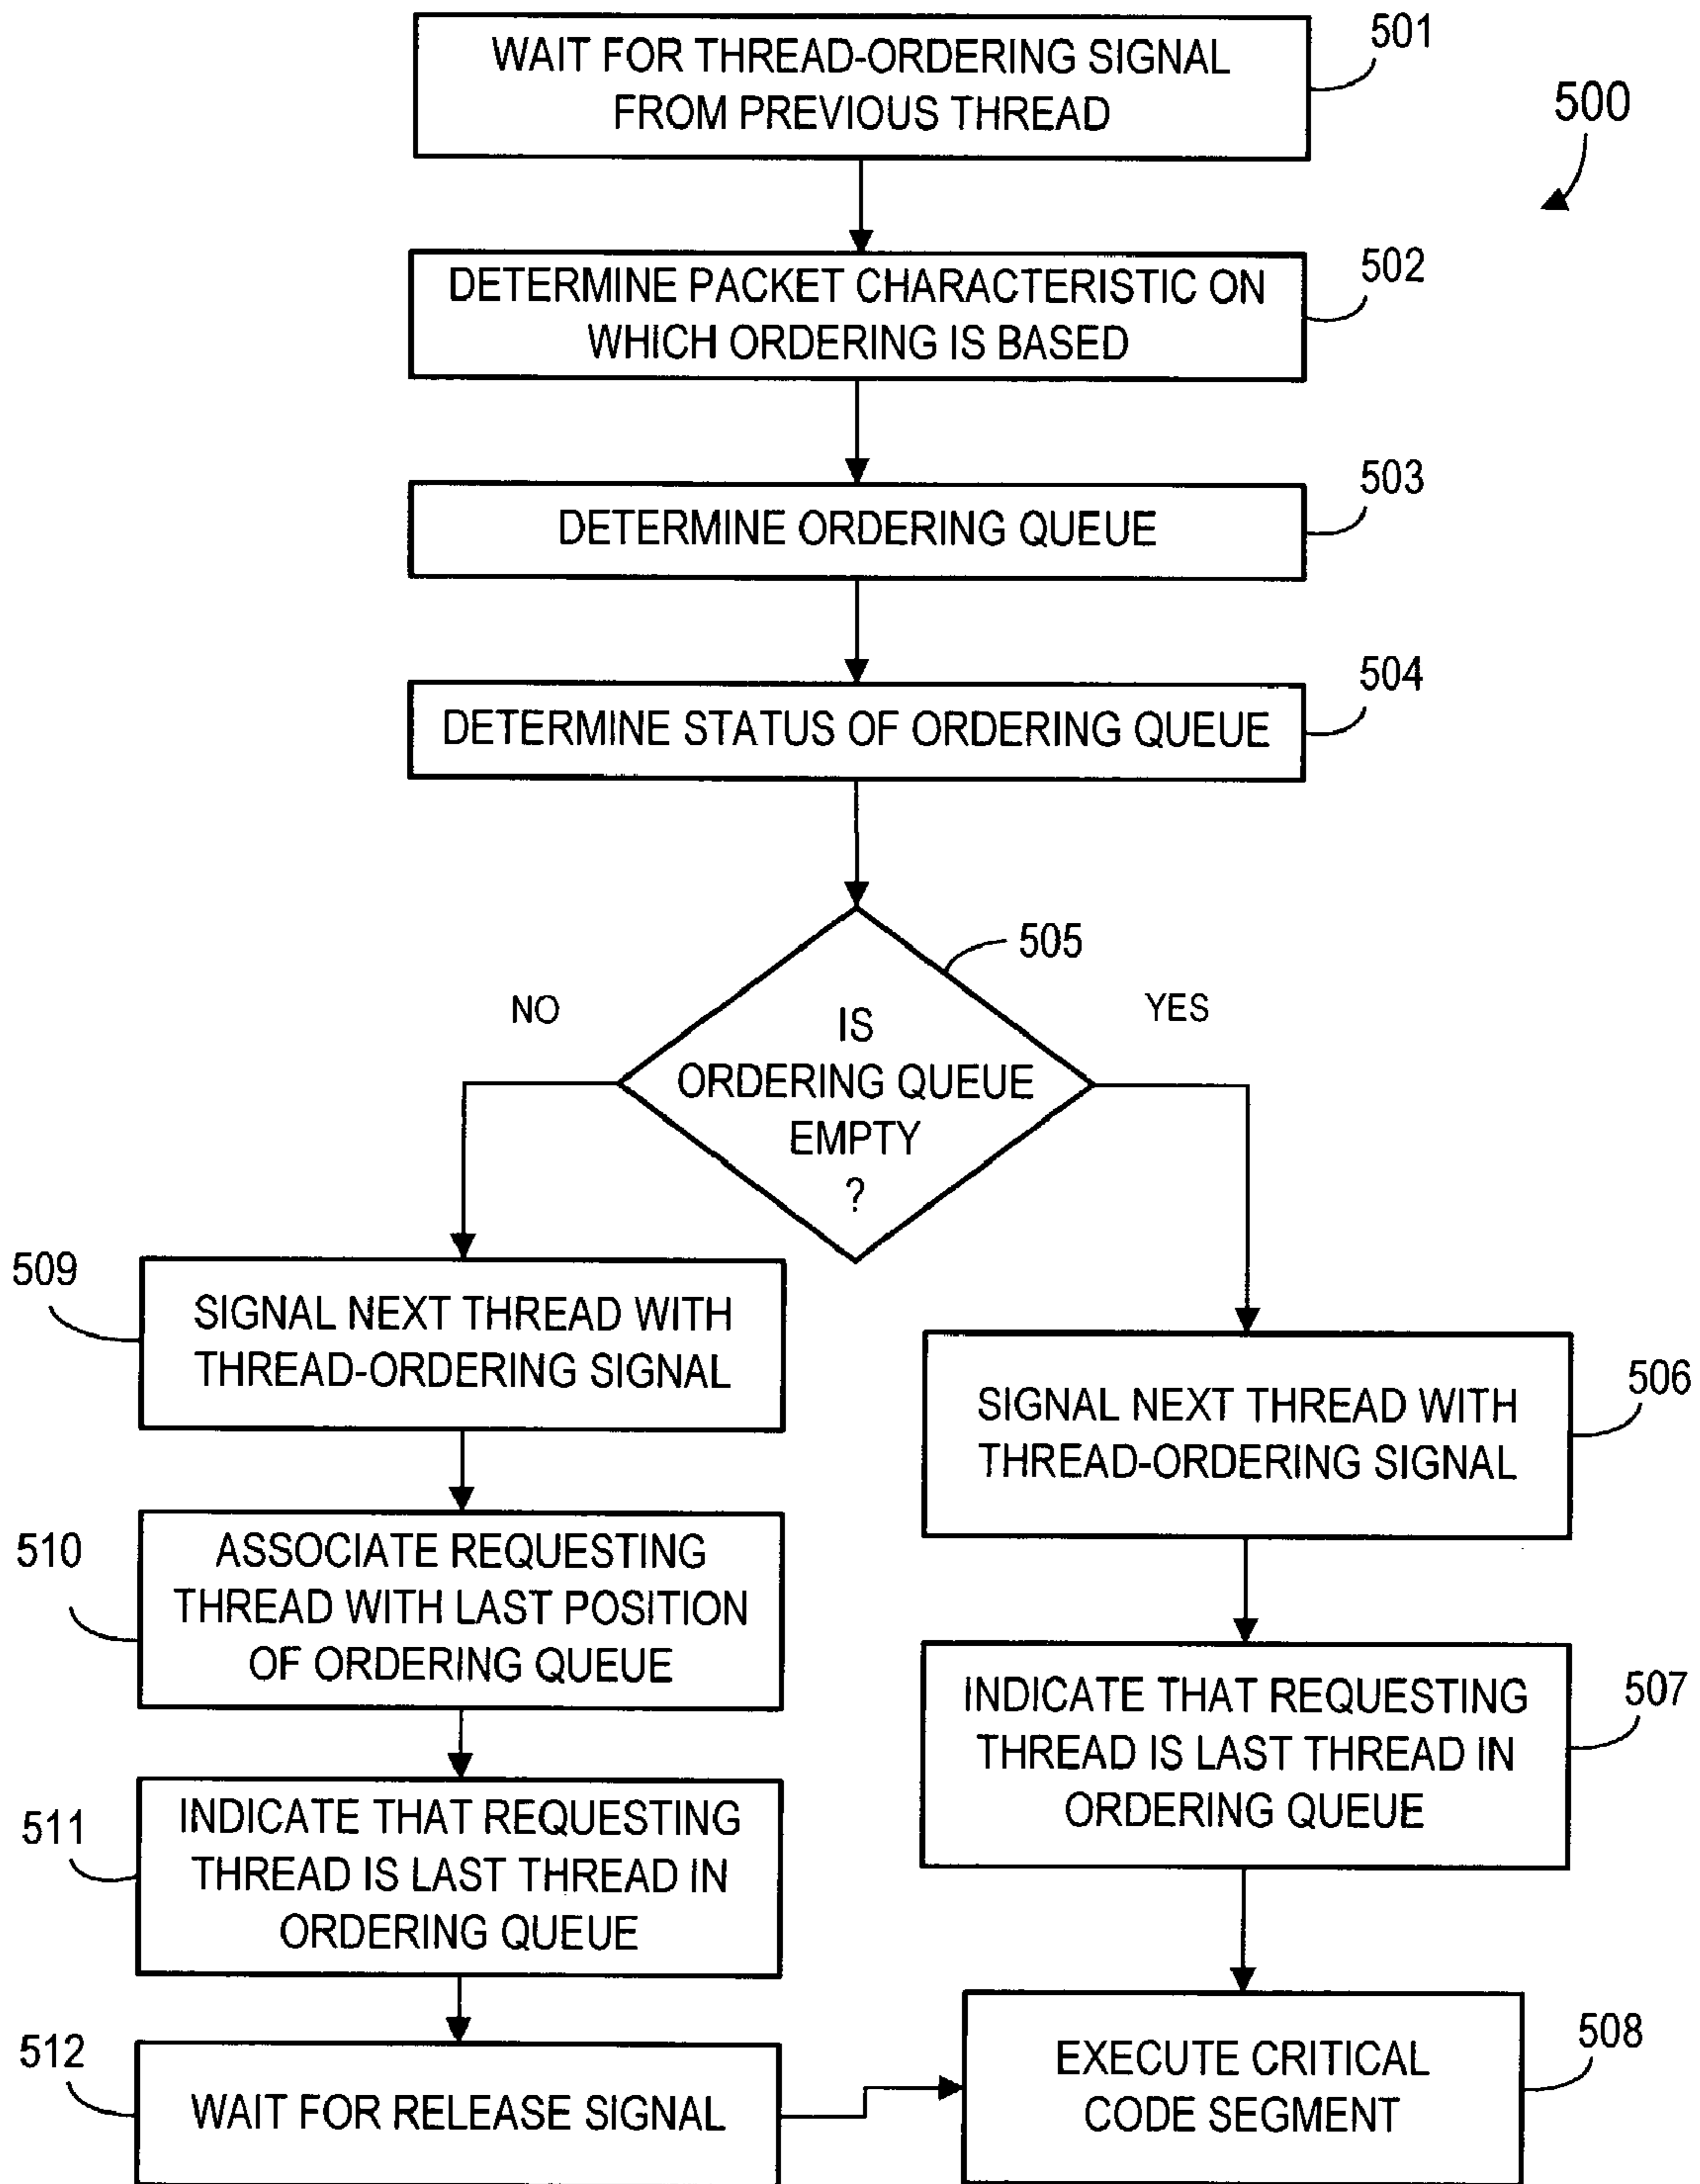 WAIT FOR THREAD-ORDERING SIGNAL
FROM PREVIOUS THREAD
501
500
DETERMINE PACKET CHARACTERISTIC ON
WHICH ORDERING IS BASED
502
DETERMINE ORDERING QUEUE
503
DETERMINE STATUS OF ORDERING QUEUE
504
505
NO
YES
IS
ORDERING QUEUE
EMPTY
?
509
SIGNAL NEXT THREAD WITH
THREAD-ORDERING SIGNAL
SIGNAL NEXT THREAD WITH
THREAD-ORDERING SIGNAL
506
510
ASSOCIATE REQUESTING
THREAD WITH LAST POSITION
OF ORDERING QUEUE
INDICATE THAT REQUESTING
THREAD IS LAST THREAD IN
ORDERING QUEUE
507
511
INDICATE THAT REQUESTING
THREAD IS LAST THREAD IN
ORDERING QUEUE
512
WAIT FOR RELEASE SIGNAL
EXECUTE CRITICAL
CODE SEGMENT
508